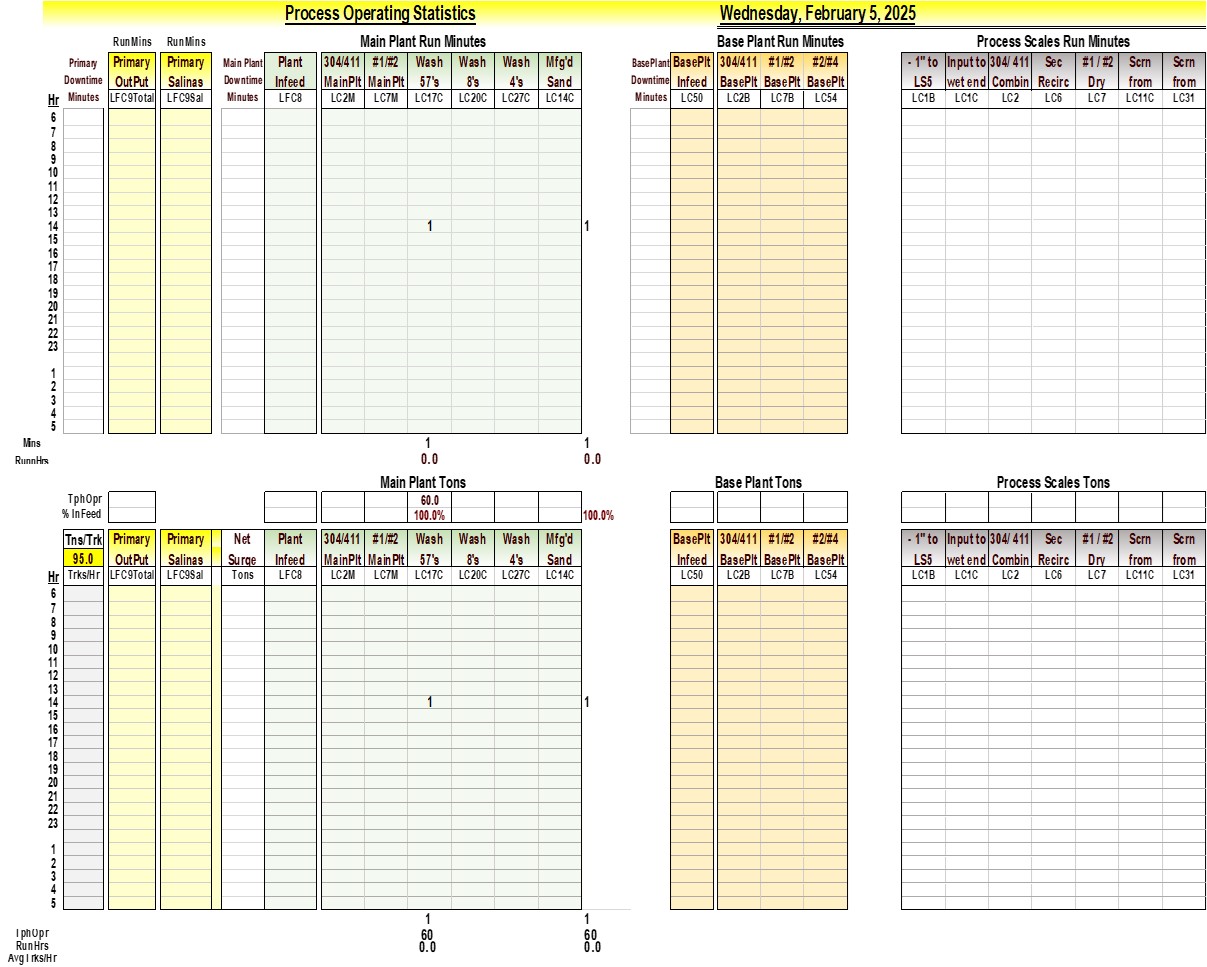 Process Operating Statistics Wednesday, February 5, 2025
RunMins RunMins Main Plant Run Minutes Base Plant Run Minutes Process Scales Run Minutes
Primary Primary Primary Main Plant Plant 304/411 #1/#2 Wash Wash Wash Mfg'd BasePlant BasePlt 304/411 #1/#2 #2/#4 - 1" to Input to 304/ 411 Sec #1 / #2 Scrn Scrn
Downtime OutPut Salinas Downtime Infeed MainPlt MainPlt 57's 8's 4's Sand Downtime Infeed BasePlt BasePlt BasePlt LS5 wet end Combin Recirc Dry from from
Hr Minutes LFC9Total LFC9Sal Minutes LFC8 LC2M LC7M LC17C LC20C LC27C LC14C Minutes LC50 LC2B LC7B LC54 LC1B LC1C LC2 LC6 LC7 LC11C LC31
6
7
8
9
10
11
12
13
14 1 1
15
16
17
18
19
20
21
22
23
1
2
3
4
5
Mins 1 1
RunnHrs 0.0 0.0
Main Plant Tons Base Plant Tons Process Scales Tons
TphOpr 60.0
% InFeed 100.0% 100.0%
Tns/Trk Primary Primary Net Plant 304/411 #1/#2 Wash Wash Wash Mfg'd BasePlt 304/411 #1/#2 #2/#4 - 1" to Input to 304/ 411 Sec #1 / #2 Scrn Scrn
95.0 OutPut Salinas Surge Infeed MainPlt MainPlt 57's 8's 4's Sand Infeed BasePlt BasePlt BasePlt LS5 wet end Combin Recirc Dry from from
Hr Trks/Hr LFC9Total LFC9Sal Tons LFC8 LC2M LC7M LC17C LC20C LC27C LC14C LC50 LC2B LC7B LC54 LC1B LC1C LC2 LC6 LC7 LC11C LC31
6
7
8
9
10
11
12
13
14 1 1
15
16
17
18
19
20
21
22
23
1
2
3
4
5
1 1
TphOpr 60 60
RunHrs 0.0 0.0
AvgTrks/Hr